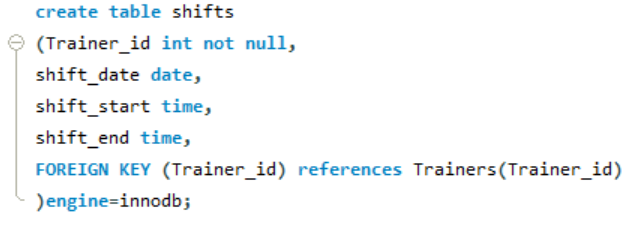 create table shifts
(Trainer_id int not null,
shift_date date,
shift_start time,
shift_end time,
FOREIGN KEY (Trainer_id) references Trainers(Trainer_id)
)engine=innodb;